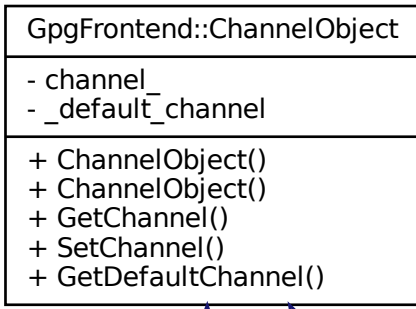 GpgFrontend::ChannelObject
- channel_
- _default_channel
+ ChannelObject()
+ ChannelObject()
+ GetChannel()
+ SetChannel()
+ GetDefaultChannel()